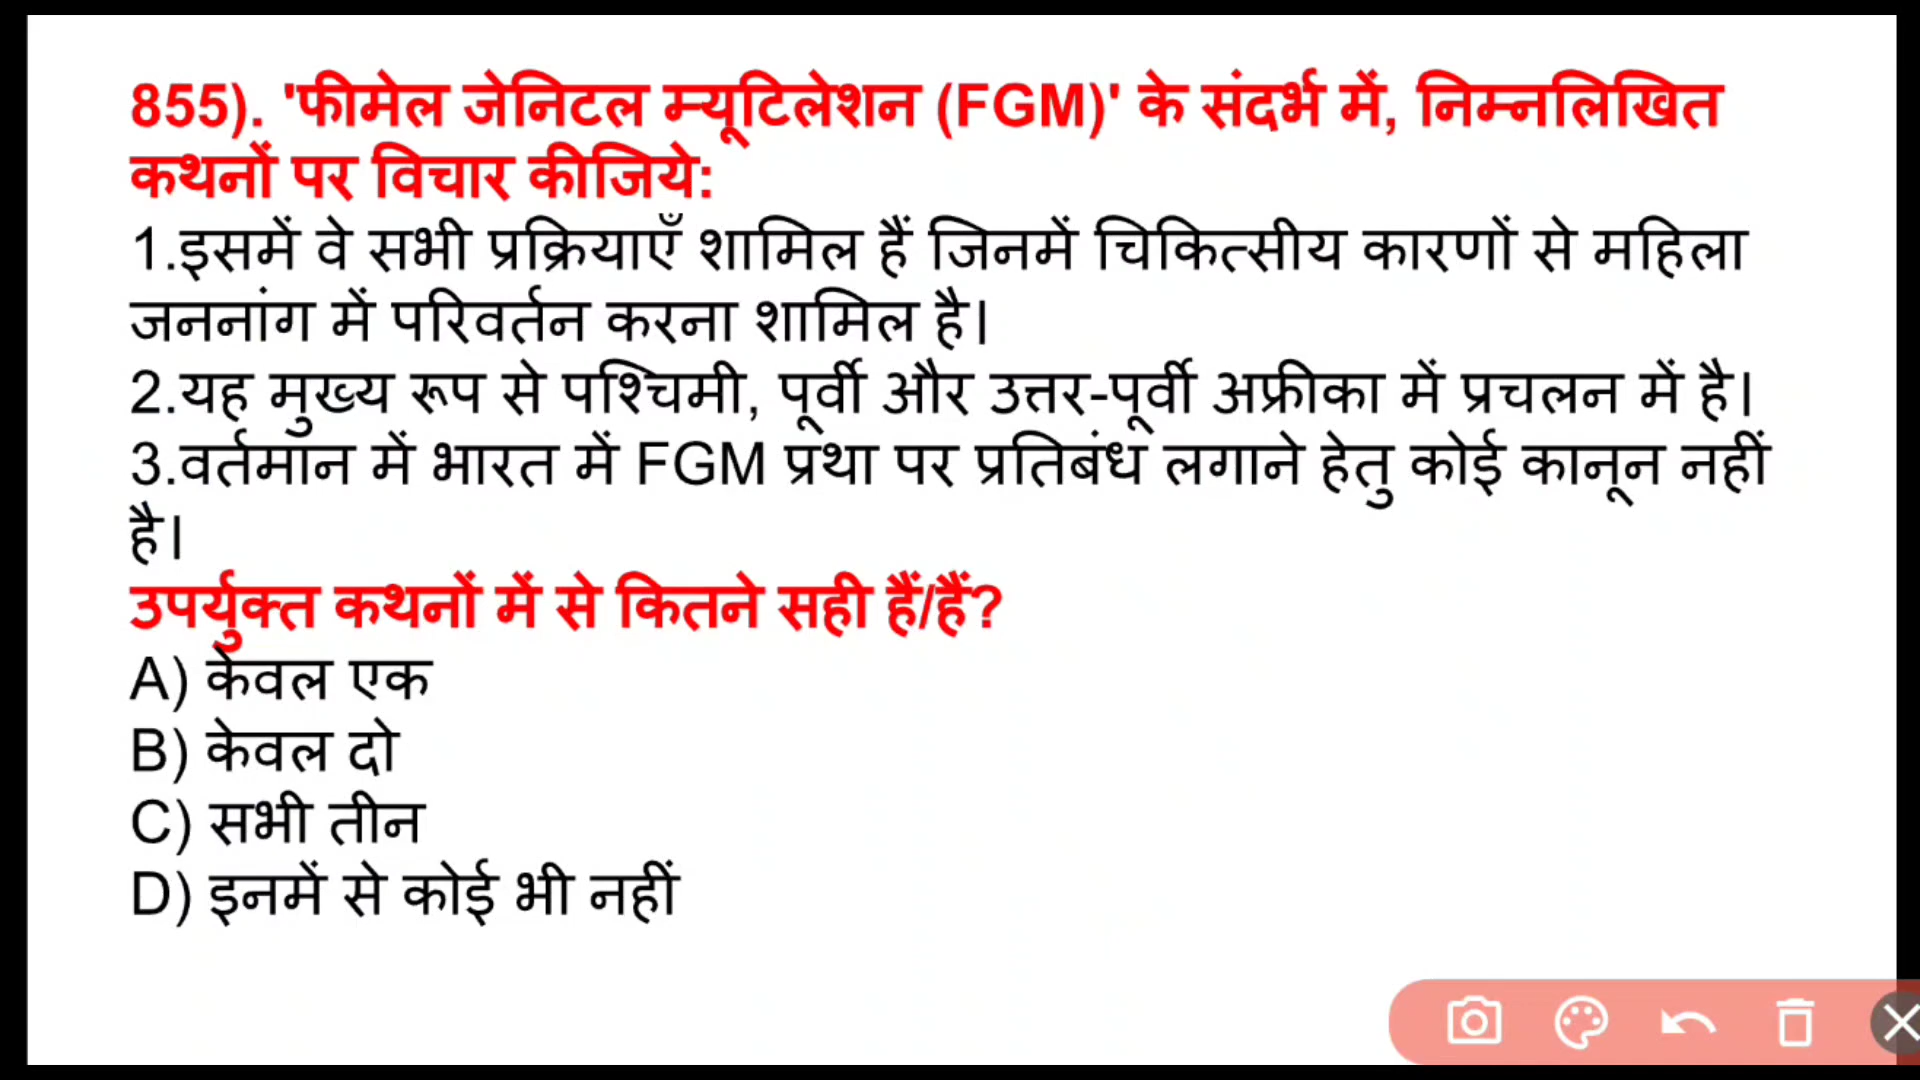 855). 'फीमेल जेनिटल म्यूटिलेशन (FGM)' के संदर्भ में, निम्नलिखित
कथनों पर विचार कीजिये:
1.इसमें वे सभी प्रक्रियाएँ शामिल हैं जिनमें चिकित्सीय कारणों से महिला
जननांग में परिवर्तन करना शामिल है।
2.यह मुख्य रूप से पश्चिमी, पूर्वी और उत्तर-पूर्वी अफ्रीका में प्रचलन में है।
3.वर्तमान में भारत में FGM प्रथा पर प्रतिबंध लगाने हेतु कोई कानून नहीं
है।
उपर्युक्त कथनों में से कितने सही हैं/हैं?
A) केवल एक
B) केवल दो
C) सभी तीन
D) इनमें से कोई भी नहीं